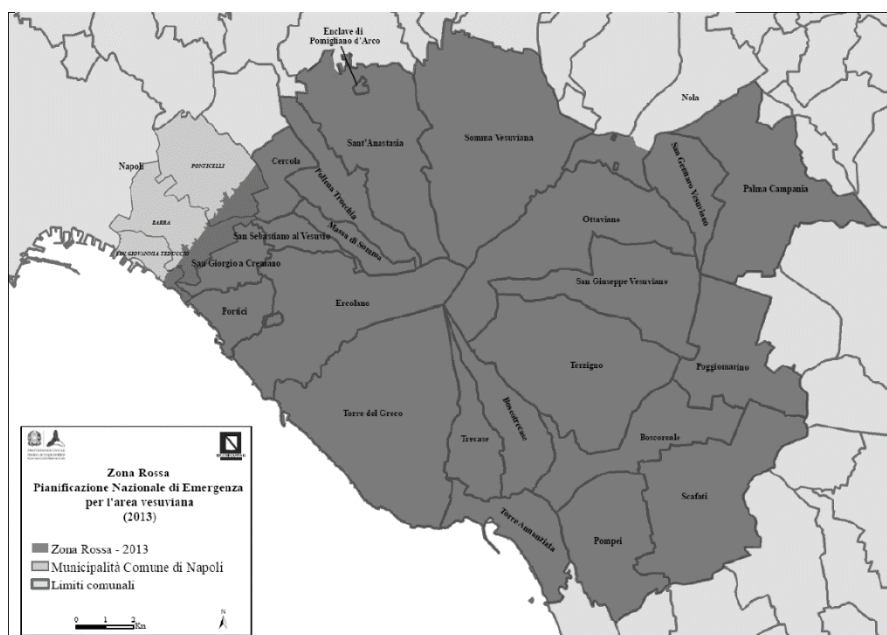 Enclave di
Pomigliano d'Arco
Nola
Napoli
PONTICELLI
Sant'Anastasia
Somma Vesuviana
Cercola
San Gennaro Vesuviano
Palma Campania
Pollena Trocchia
BARRA
Ottaviano
Massa di Somma
San Sebastiano al Vesuvio
SAN GIOVANNI A TEDUCCIO
San Giorgio a Cremano
San Giuseppe Vesuviano
Ercolano
Portici
Terzigno
Poggiomarino
Torre del Greco
Boscotrecase
Trecase
Boscoreale
Scafati
Torre Annunziata
Pompei
Zona Rossa
Pianificazione Nazionale di Emergenza
per l'area vesuviana
(2013)
Zona Rossa - 2013
Municipalità Comune di Napoli
Limiti comunali
N
0 1 2
Km